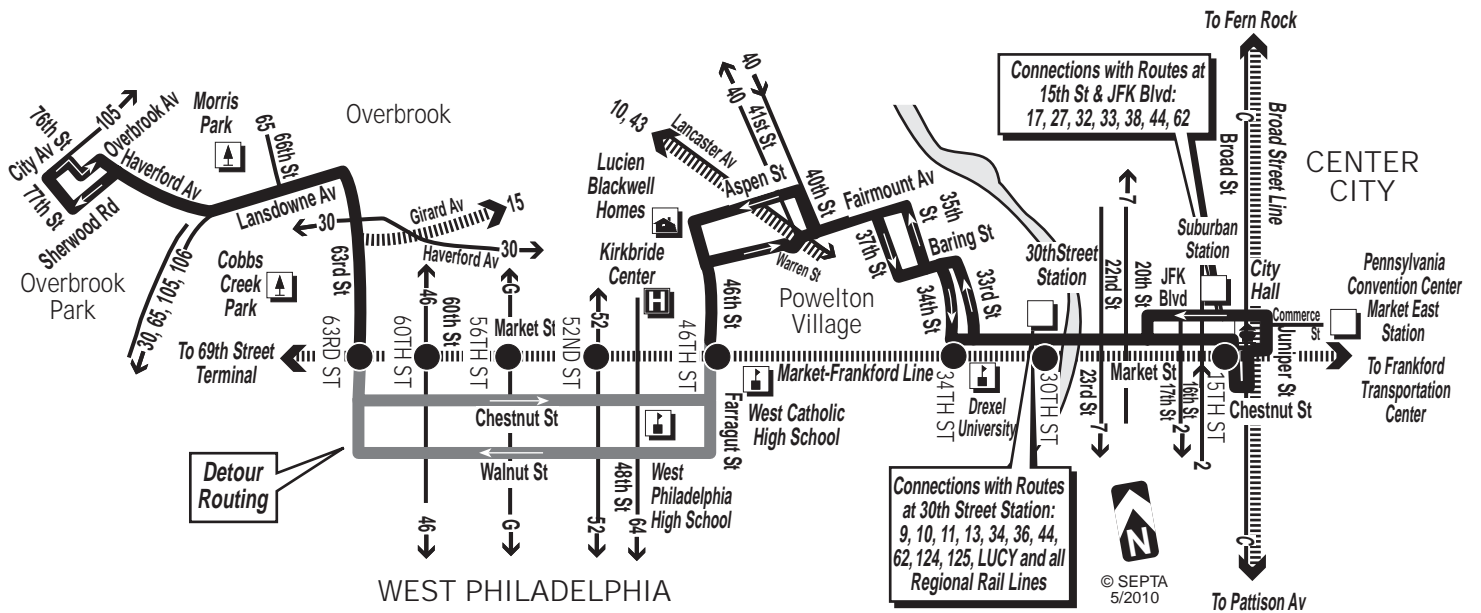 To Fern Rock
Connections with Routes at
15th St & JFK Blvd:
17, 27, 32, 33, 38, 44, 62
C
Broad St
Broad Street Line
CENTER
CITY
76th St
City Av St
105
Overbrook Av
77th St
Sherwood Rd
Haverford Av
Morris
Park
Overbrook
65
66th St
Lansdowne Av
30
Girard Av
15
Haverford Av
30
Overbrook
Park
30, 65, 105, 106
Cobbs
Creek
Park
63rd St
10, 43
Lancaster Av
40
40
41st St
40th St
Aspen St
Lucien
Blackwell
Homes
Kirkbride
Center
Warren St
Fairmount Av
35th
St
37th St
Baring St
34th St
33rd St
Powelton
Village
46th St
30th Street
Station
7
22nd St
20th St
JFK
Blvd
Suburban
Station
City
Hall
Commerce
St
Juniper St
Pennsylvania
Convention Center
Market East
Station
To 69th Street
Terminal
63RD ST
46
60TH ST
60th St
G
56TH ST
Market St
52
52ND ST
46TH ST
Market-Frankford Line
34TH ST
30TH ST
Market St
15TH ST
To Frankford
Transportation
Center
Chestnut St
Chestnut St
Walnut St
Farragut St
West Catholic
High School
Drexel
University
23rd St
7
17th St
16th St
2
2
Detour
Routing
46
G
52
48th St
64
West
Philadelphia
High School
Connections with Routes
at 30th Street Station:
9, 10, 11, 13, 34, 36, 44,
62, 124, 125, LUCY and all
Regional Rail Lines
N
© SEPTA
5/2010
C
To Pattison Av
WEST PHILADELPHIA
H